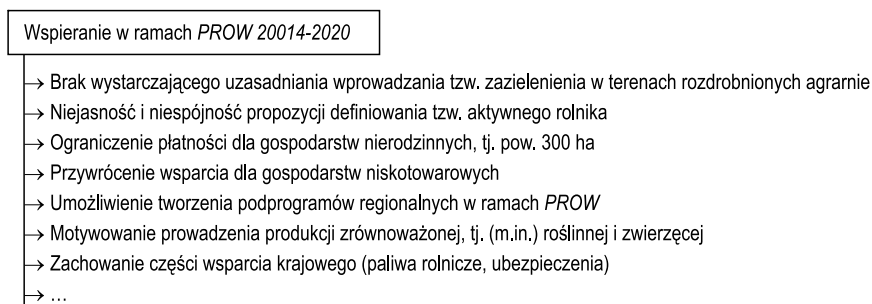 Wspieranie w ramach PROW 20014-2020
→ Brak wystarczającego uzasadniania wprowadzania tzw. zazielenienia w terenach rozdrobnionych agrarnie
→ Niejasność i niespójność propozycji definiowania tzw. aktywnego rolnika
→ Ograniczenie płatności dla gospodarstw nierodzinnych, tj. pow. 300 ha
→ Przywrócenie wsparcia dla gospodarstw niskotowarowych
→ Umożliwienie tworzenia podprogramów regionalnych w ramach PROW
→ Motywowanie prowadzenia produkcji zrównoważonej, tj. (m.in.) roślinnej i zwierzęcej
→ Zachowanie części wsparcia krajowego (paliwa rolnicze, ubezpieczenia)
→ ...